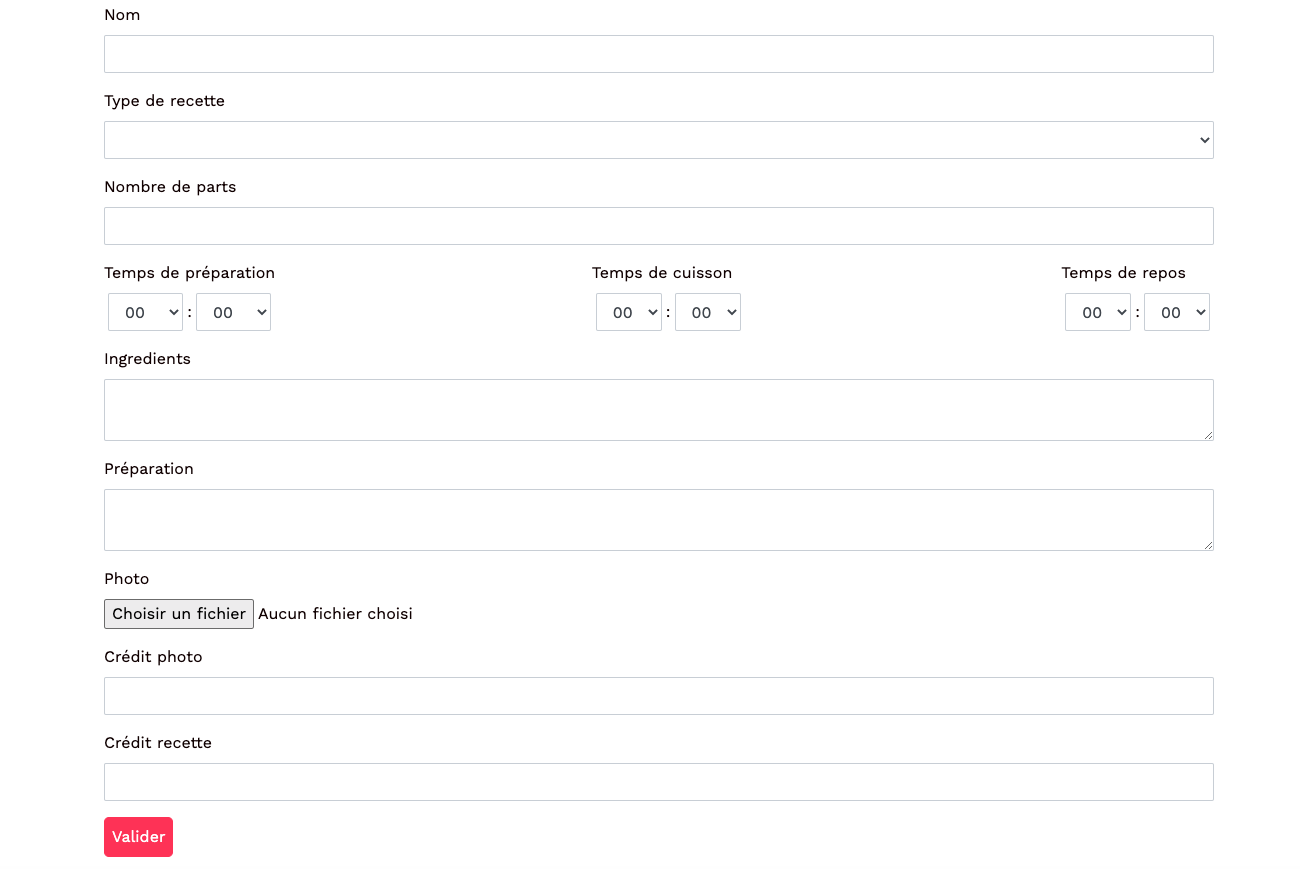 Nom
Type de recette
Nombre de parts
Temps de préparation Temps de cuisson Temps de repos
00 : 00 00 : 00 00 : 00
Ingredients
Préparation
Photo
Choisir un fichier Aucun fichier choisi
Crédit photo
Crédit recette
Valider